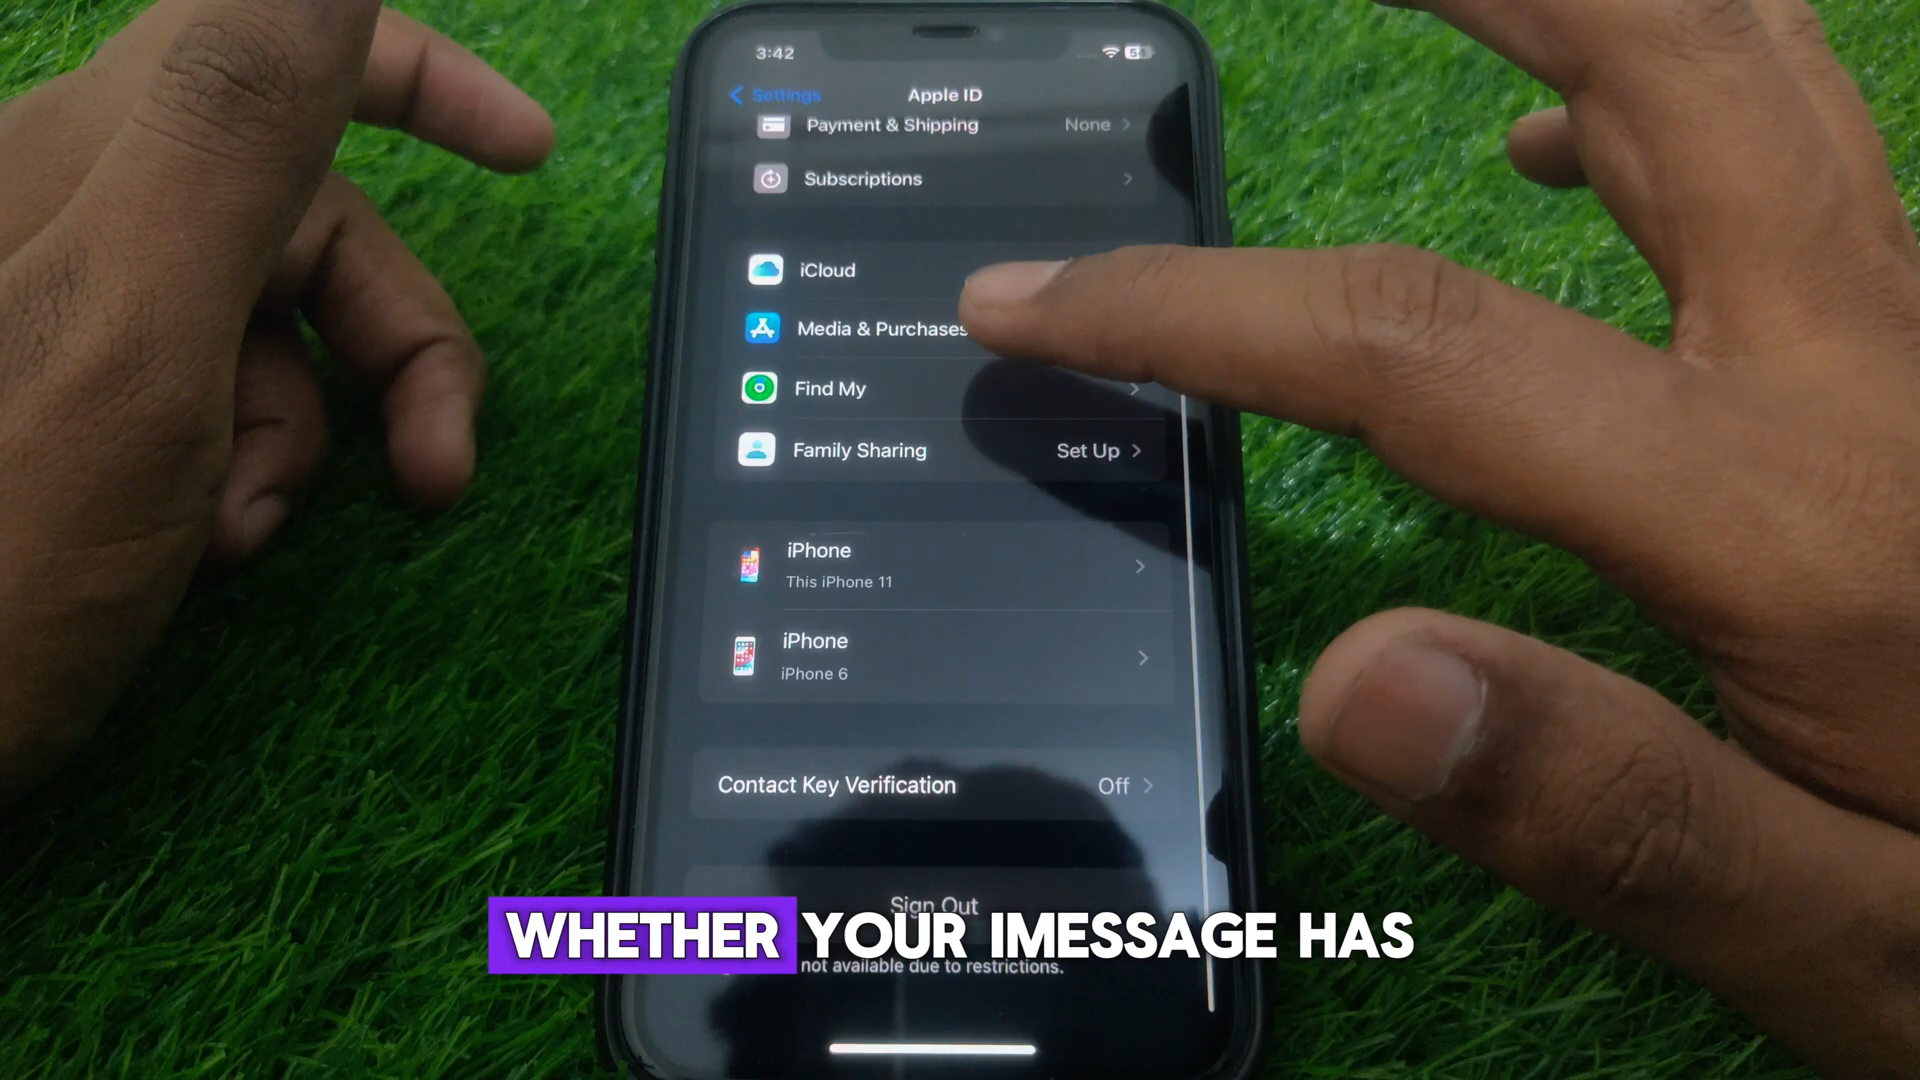 3:42
54
Settings
Apple ID
Payment & Shipping None
Subscriptions
iCloud
Media & Purchases
Find My
Family Sharing Set Up
iPhone
This iPhone 11
iPhone
iPhone 6
Contact Key Verification Off
Sign Out
WHETHER YOUR IMESSAGE HAS
not available due to restrictions.